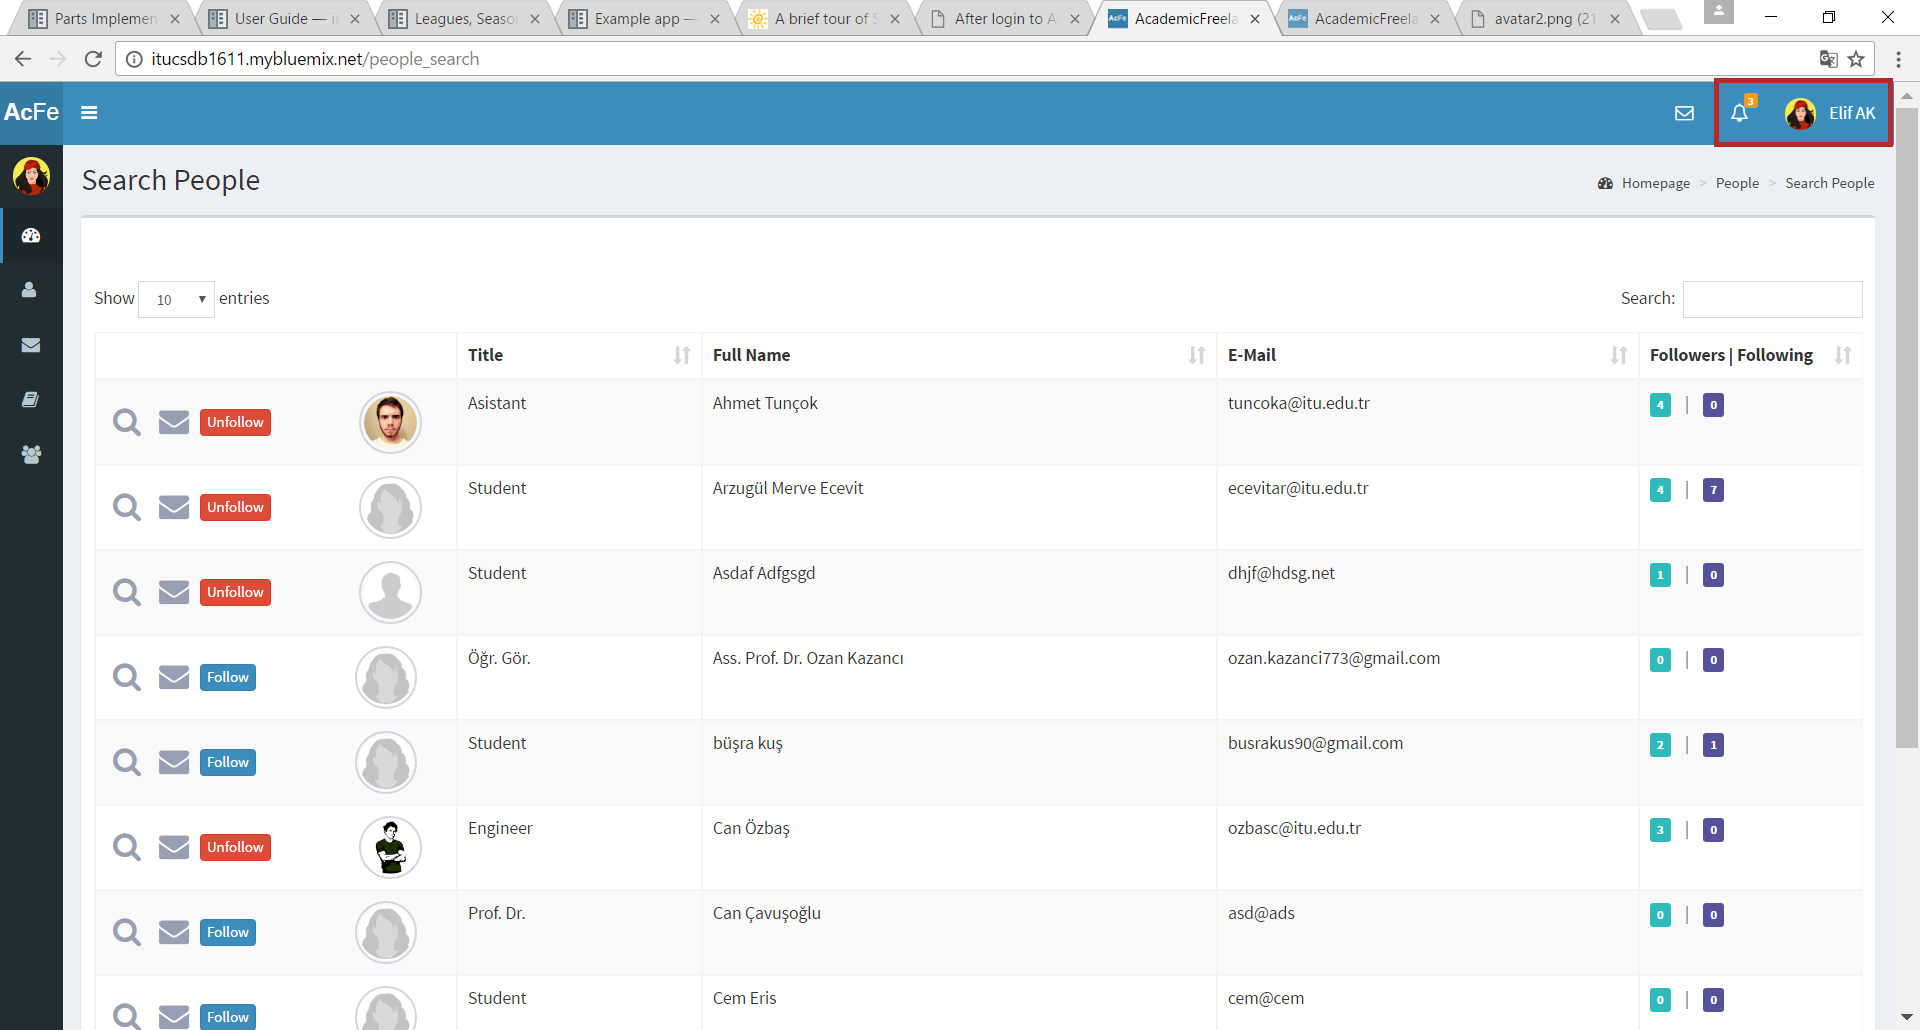 Parts Implemen
User Guide — it
Leagues, Seaso
Example app —
A brief tour of S
After login to A
AcademicFreela
AcademicFreela
avatar2.png (21
itucsdb1611.mybluemix.net/people_search
AcFe
3
Elif AK
Search People
Homepage > People > Search People
Show 10 entries
Search:
Title Full Name E-Mail Followers | Following
Unfollow Asistant Ahmet Tunçok tuncoka@itu.edu.tr 4 | 0
Unfollow Student Arzugül Merve Ecevit ecevitar@itu.edu.tr 4 | 7
Unfollow Student Asdaf Adfgsgd dhjf@hdsg.net 1 | 0
Follow Öğr. Gör. Ass. Prof. Dr. Ozan Kazancı ozan.kazanci773@gmail.com 0 | 0
Follow Student büşra kuş busrakus90@gmail.com 2 | 1
Unfollow Engineer Can Özbaş ozbasc@itu.edu.tr 3 | 0
Follow Prof. Dr. Can Çavuşoğlu asd@ads 0 | 0
Follow Student Cem Eris cem@cem 0 | 0